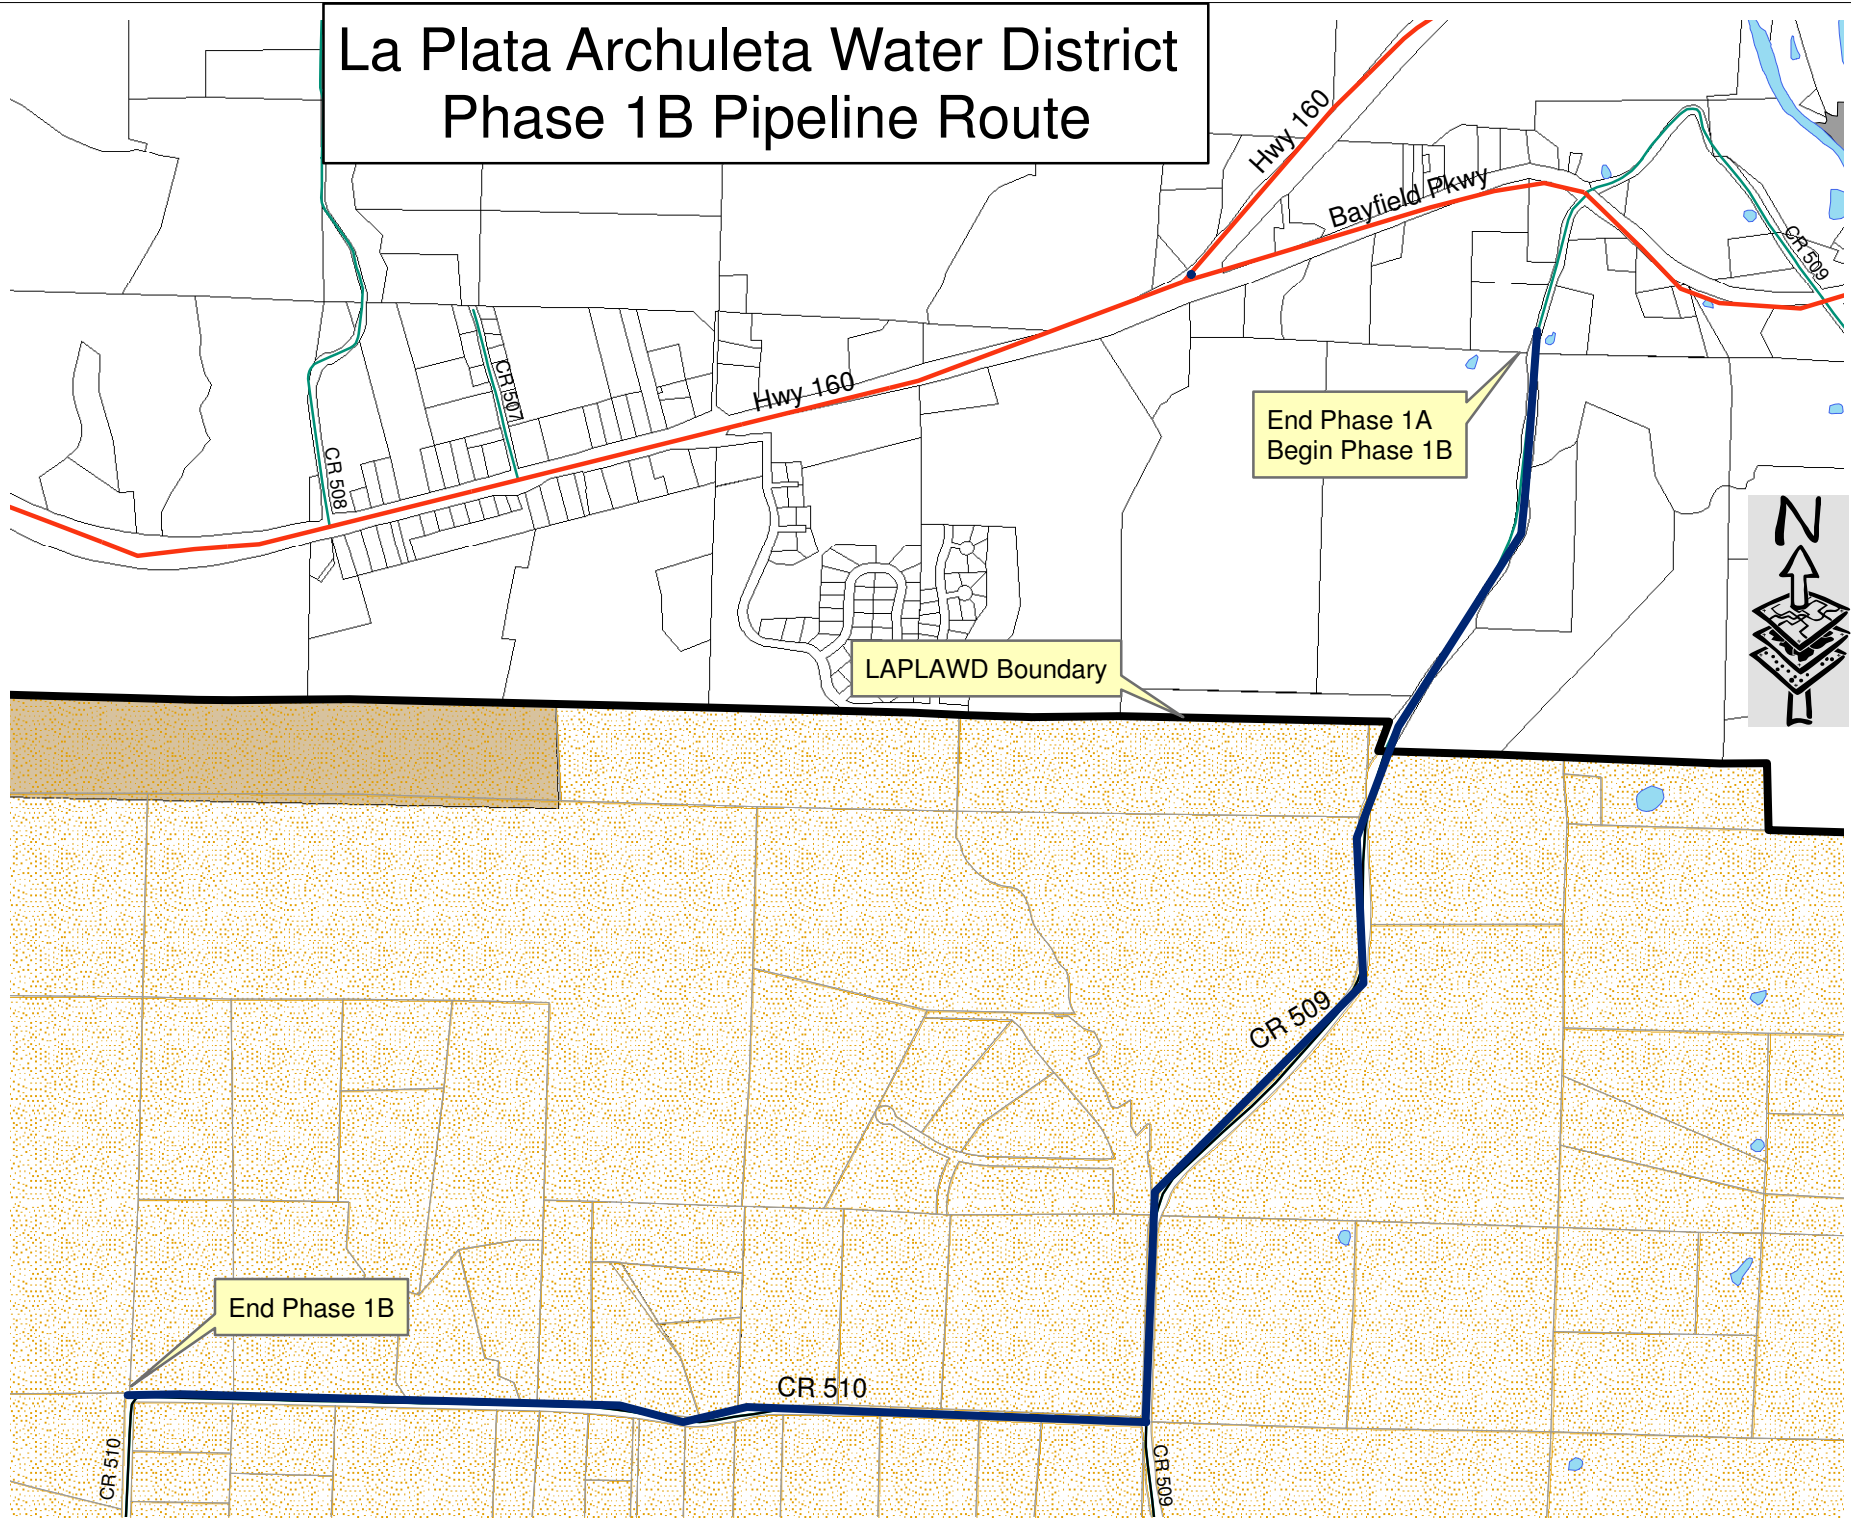 La Plata Archuleta Water District
Phase 1B Pipeline Route
Hwy 160
Bayfield Pkwy
CR 509
CR 507
Hwy 160
End Phase 1A
Begin Phase 1B
CR 508
N
LAPLAWD Boundary
CR 509
End Phase 1B
CR 510
CR 510
CR 509